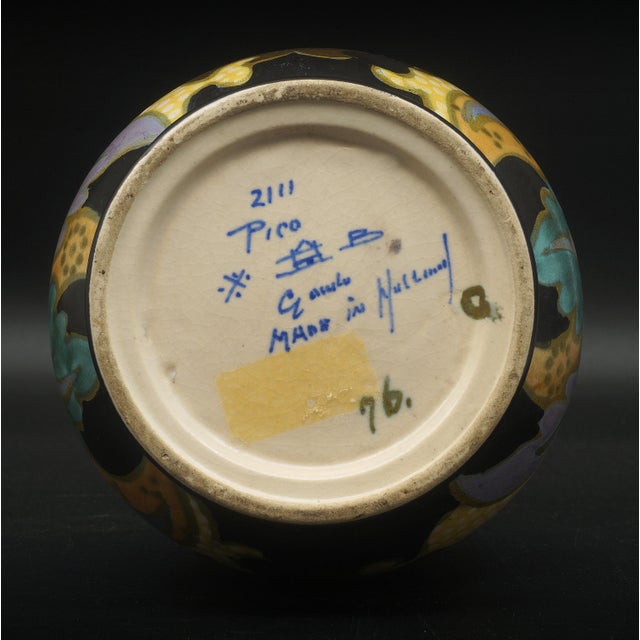 2111
Pico
※ B
Gouda
MADE in Holland
76.